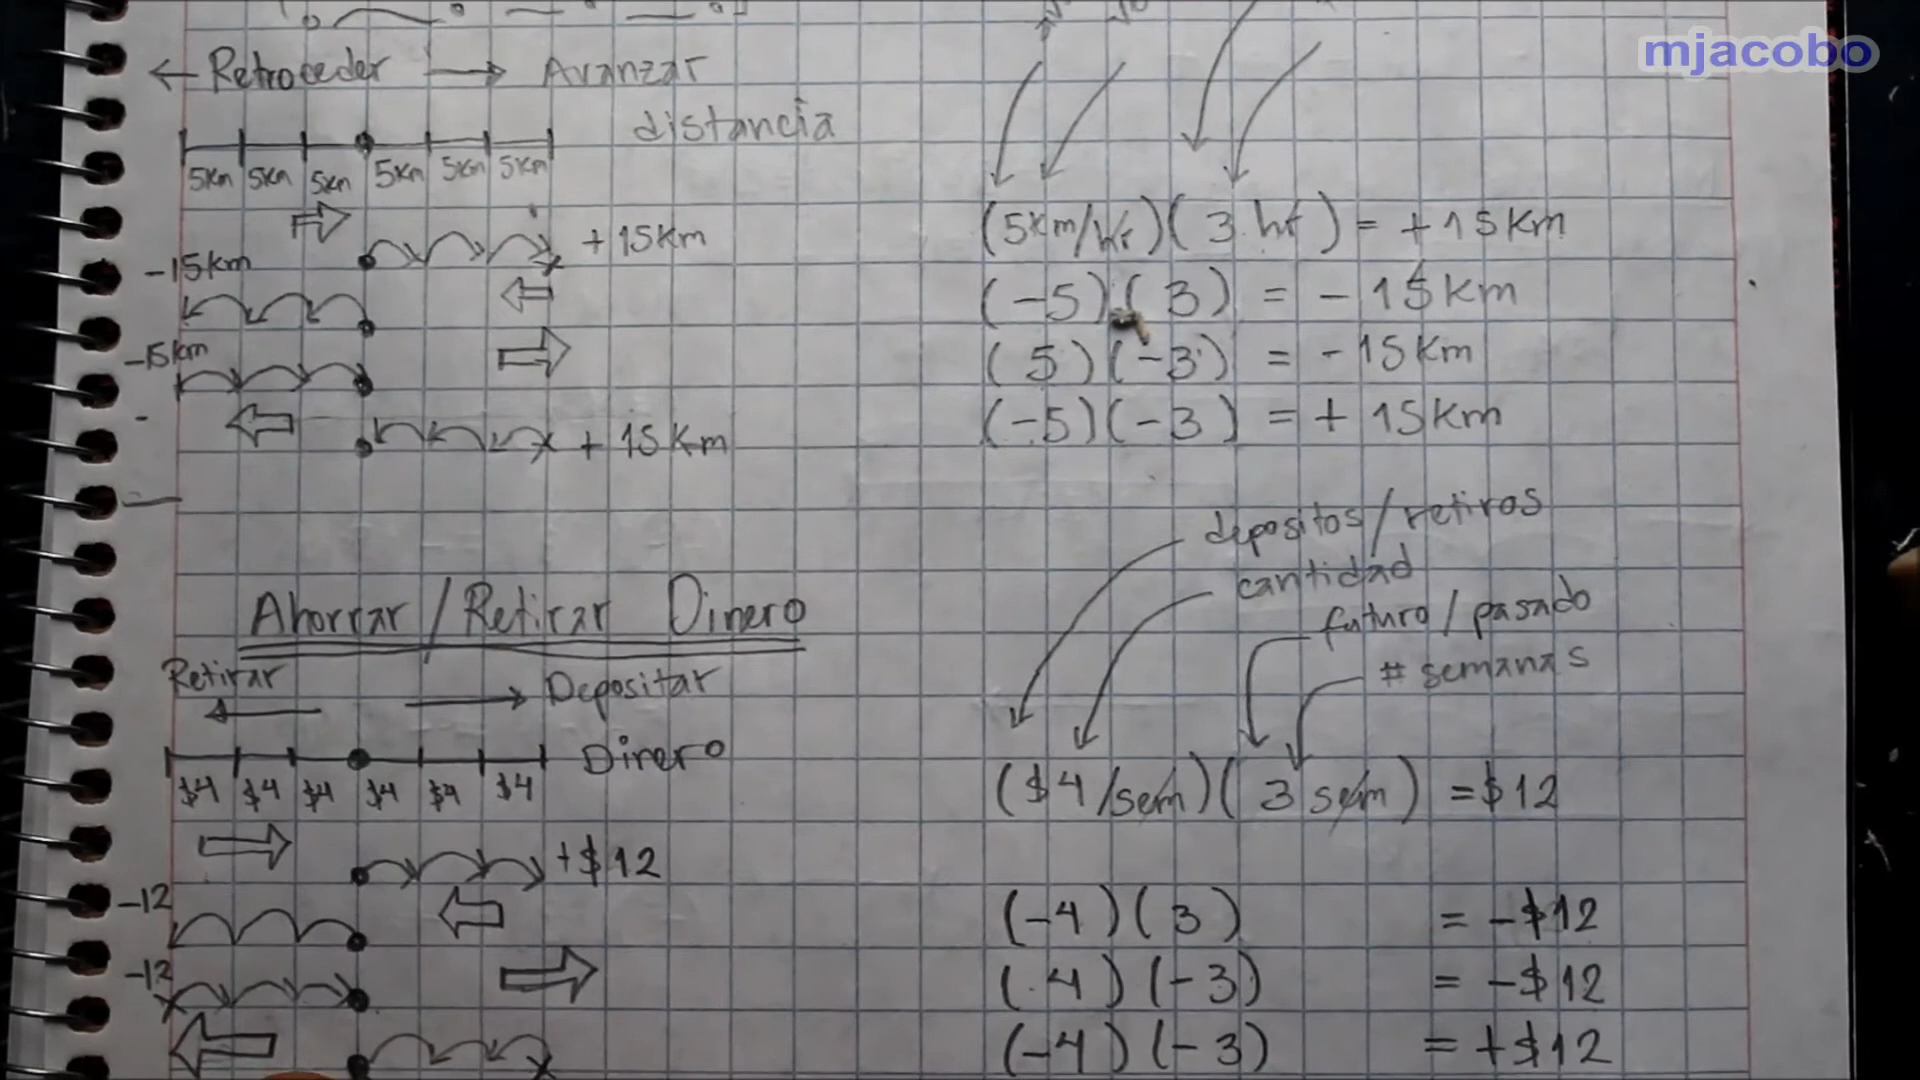 mjacobo
← Retroceder → Avanzar
distancia
5km 5km 5km 5km 5km 5km
+15km
-15km
-15km
+15km
(5km/hr)(3 hr) = +15km
(-5)(3) = -15km
(5)(-3) = -15km
(-5)(-3) = +15km
Ahorrar / Retirar Dinero
Retirar → Depositar
←
Dinero
$4 $4 $4 $4 $4 $4
+$12
-12
-12
depositos/retiros
cantidad
futuro/pasado
# semanas
($4/sem)(3 sem) = $12
(-4)(3) = -$12
(4)(-3) = -$12
(-4)(-3) = +$12